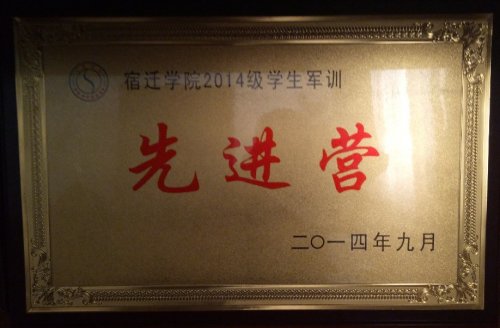 宿迁学院2014级学生军训
先进营
二〇一四年九月